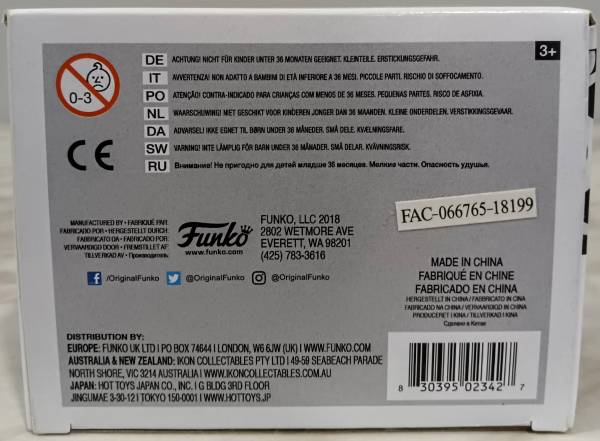 0-3
3+
DE ACHTUNG! NICHT FÜR KINDER UNTER 36 MONATEN GEEIGNET. KLEINTEILE. ERSTICKUNGSGEFAHR.
IT AVVERTENZA! NON ADATTO A BAMBINI DI ETÀ INFERIORE A 36 MESI. PICCOLE PARTI. RISCHIO DI SOFFOCAMENTO.
PO ATENÇÃO! CONTRA-INDICADO PARA CRIANÇAS COM MENOS DE 36 MESES. PEQUENAS PARTES. RISCO DE ASFIXIA.
NL WAARSCHUWING! NIET GESCHIKT VOOR KINDEREN JONGER DAN 36 MAANDEN. KLEINE ONDERDELEN. VERSTIKKINGSGEVAAR.
DA ADVARSEL! IKKE EGNET TIL BØRN UNDER 36 MÅNEDER. SMÅ DELE. KVÆLNINGSFARE.
SW VARNING! INTE LÄMPLIG FÖR BARN UNDER 36 MÅNADER. SMÅ DELAR. KVÄVNINGSRISK.
RU Внимание! Не пригодно для детей младше 36 месяцев. Мелкие части. Опасность удушья.
CE
MANUFACTURED BY • FABRIQUÉ PAR
FABRICADO POR • HERGESTELLT DURCH
FABBRICATO DA • FABRICADO POR
VERVAARDIGD DOOR • FREMSTILLET AF
TILLVERKAD AV • Производитель
Funko
www.funko.com
FUNKO, LLC 2018
2802 WETMORE AVE
EVERETT, WA 98201
(425) 783-3616
FAC-066765-18199
/OriginalFunko @OriginalFunko @OriginalFunko
MADE IN CHINA
FABRIQUÉ EN CHINE
FABRICADO EN CHINA
HERGESTELLT IN CHINA / FABBRICATO IN CINA
FABRICADO NA CHINA / VERVAARDIGD IN CHINA
PRODUCERET I KINA / TILLVERKAD I KINA
Сделано в Китае
DISTRIBUTION BY:
EUROPE: FUNKO UK LTD | PO BOX 74644 | LONDON, W6 6JW (UK) | WWW.FUNKO.COM
AUSTRALIA & NEW ZEALAND: IKON COLLECTABLES PTY LTD | 49-59 SEABEACH PARADE
NORTH SHORE, VIC 3214 AUSTRALIA | WWW.IKONCOLLECTABLES.COM.AU
JAPAN: HOT TOYS JAPAN CO., INC. | G BLDG 3RD FLOOR
JINGUMAE 3-30-12 | TOKYO 150-0001 | WWW.HOTTOYS.JP
8 30395 02342 7